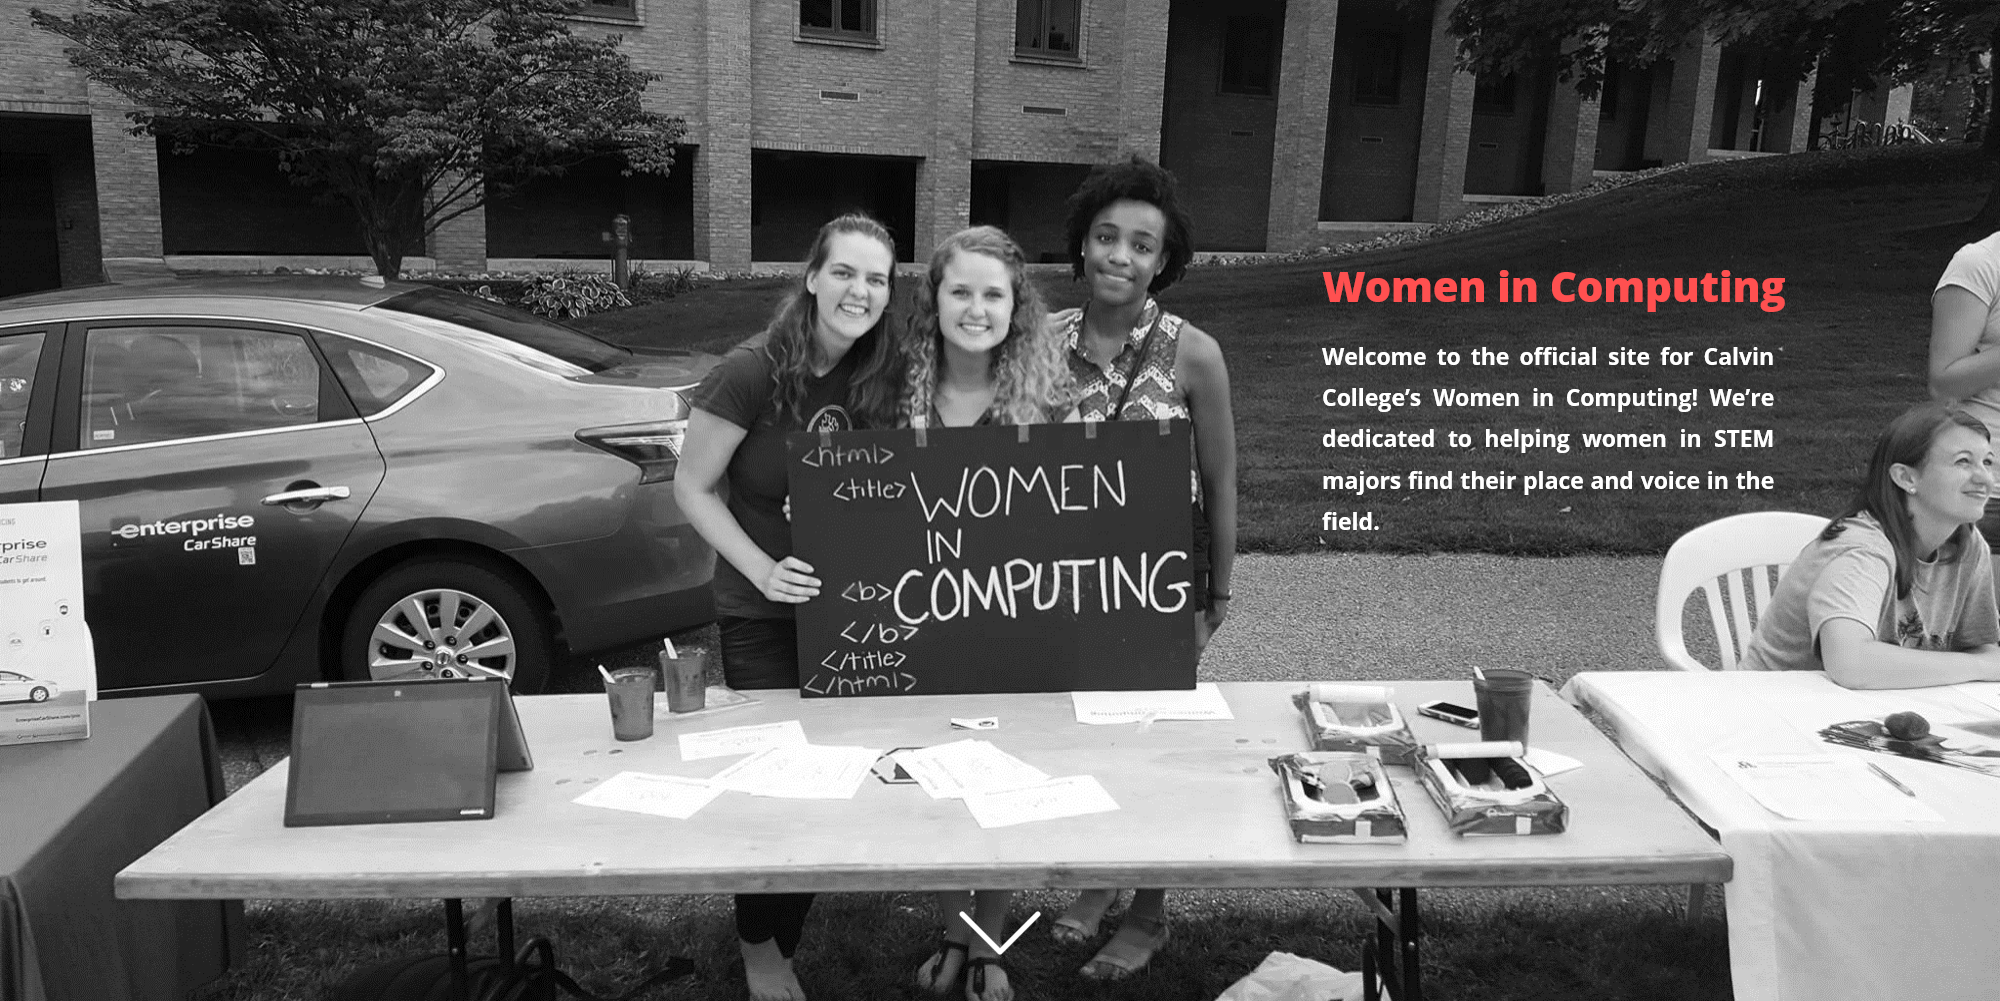 Women in Computing
Welcome to the official site for Calvin
College’s Women in Computing! We’re
dedicated to helping women in STEM
majors find their place and voice in the
field.
<html>
<title> WOMEN
IN
<b> COMPUTING
</b>
</title>
</html>
enterprise
CarShare
prise
CarShare